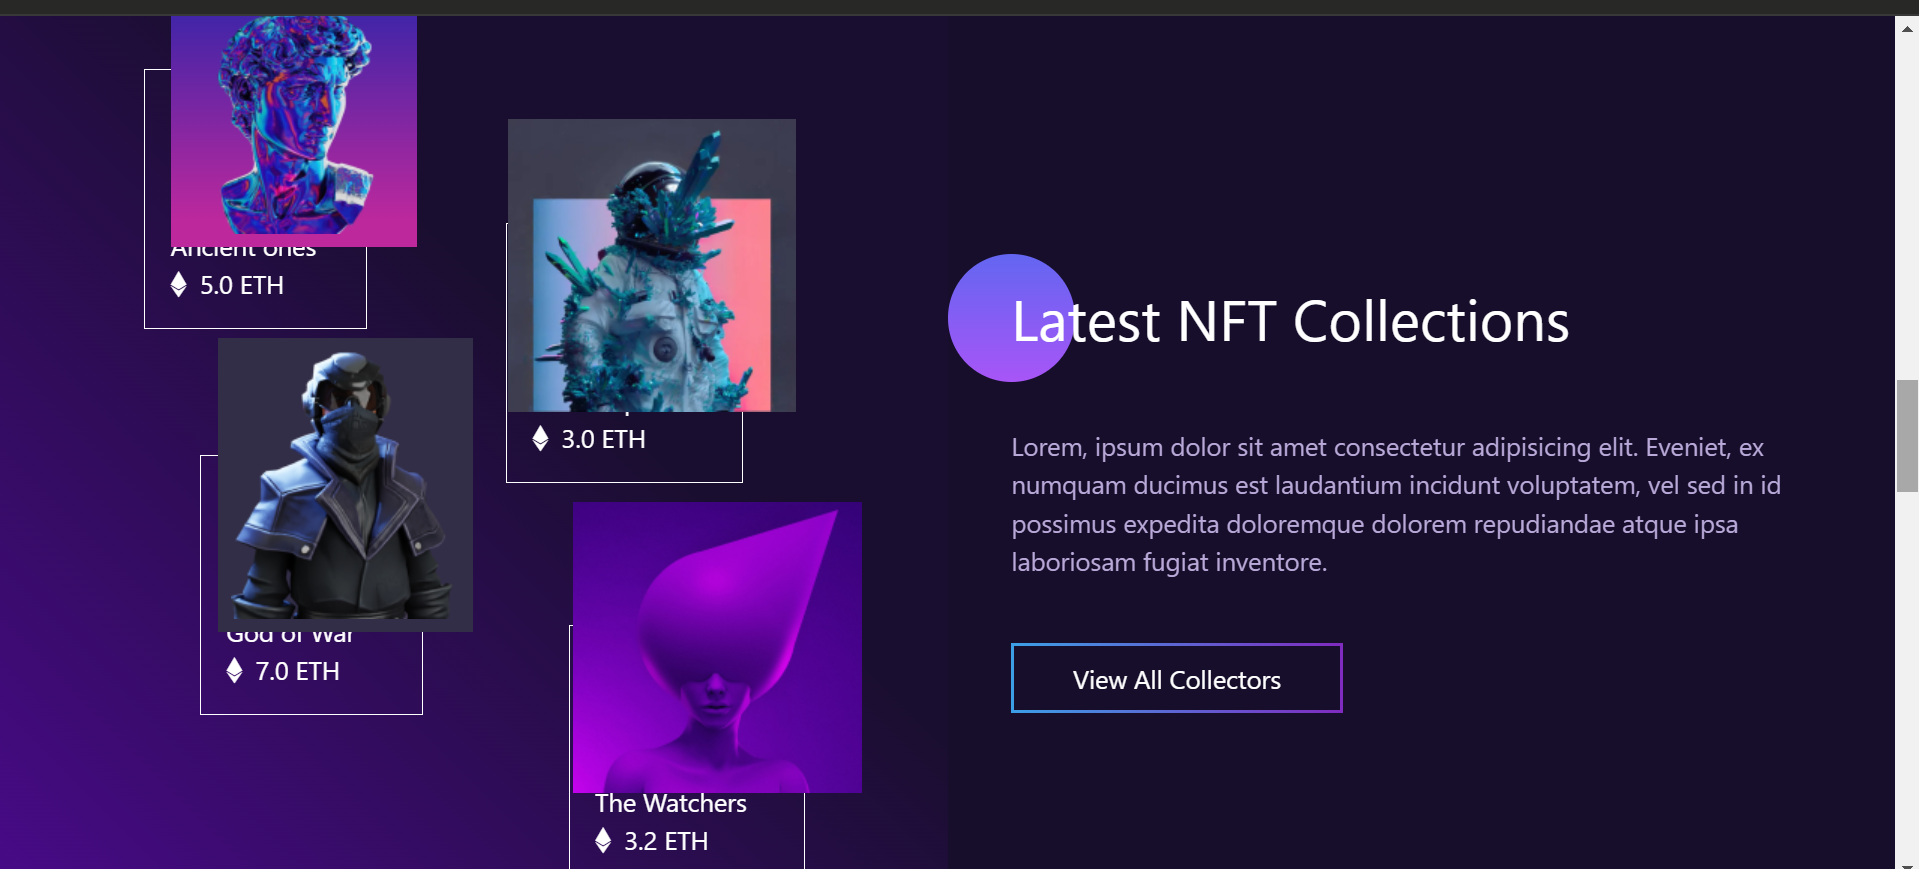 Ancient ones
5.0 ETH
3.0 ETH
God of War
7.0 ETH
The Watchers
3.2 ETH
Latest NFT Collections
Lorem, ipsum dolor sit amet consectetur adipisicing elit. Eveniet, ex
numquam ducimus est laudantium incidunt voluptatem, vel sed in id
possimus expedita doloremque dolorem repudiandae atque ipsa
laboriosam fugiat inventore.
View All Collectors